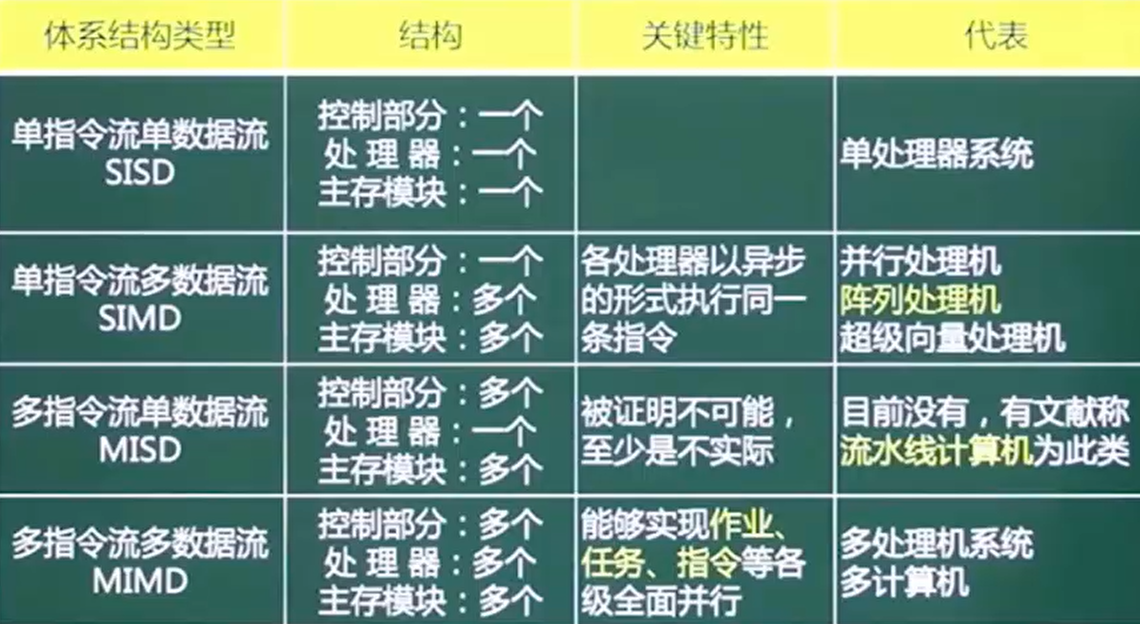 体系结构类型 结构 关键特性 代表
单指令流单数据流
SISD
控制部分：一个
处 理 器：一个
主存模块：一个
单处理器系统
单指令流多数据流
SIMD
控制部分：一个
处 理 器：多个
主存模块：多个
各处理器以异步
的形式执行同一
条指令
并行处理机
阵列处理机
超级向量处理机
多指令流单数据流
MISD
控制部分：多个
处 理 器：一个
主存模块：多个
被证明不可能，
至少是不实际
目前没有，有文献称
流水线计算机为此类
多指令流多数据流
MIMD
控制部分：多个
处 理 器：多个
主存模块：多个
能够实现作业、
任务、指令等各
级全面并行
多处理机系统
多计算机